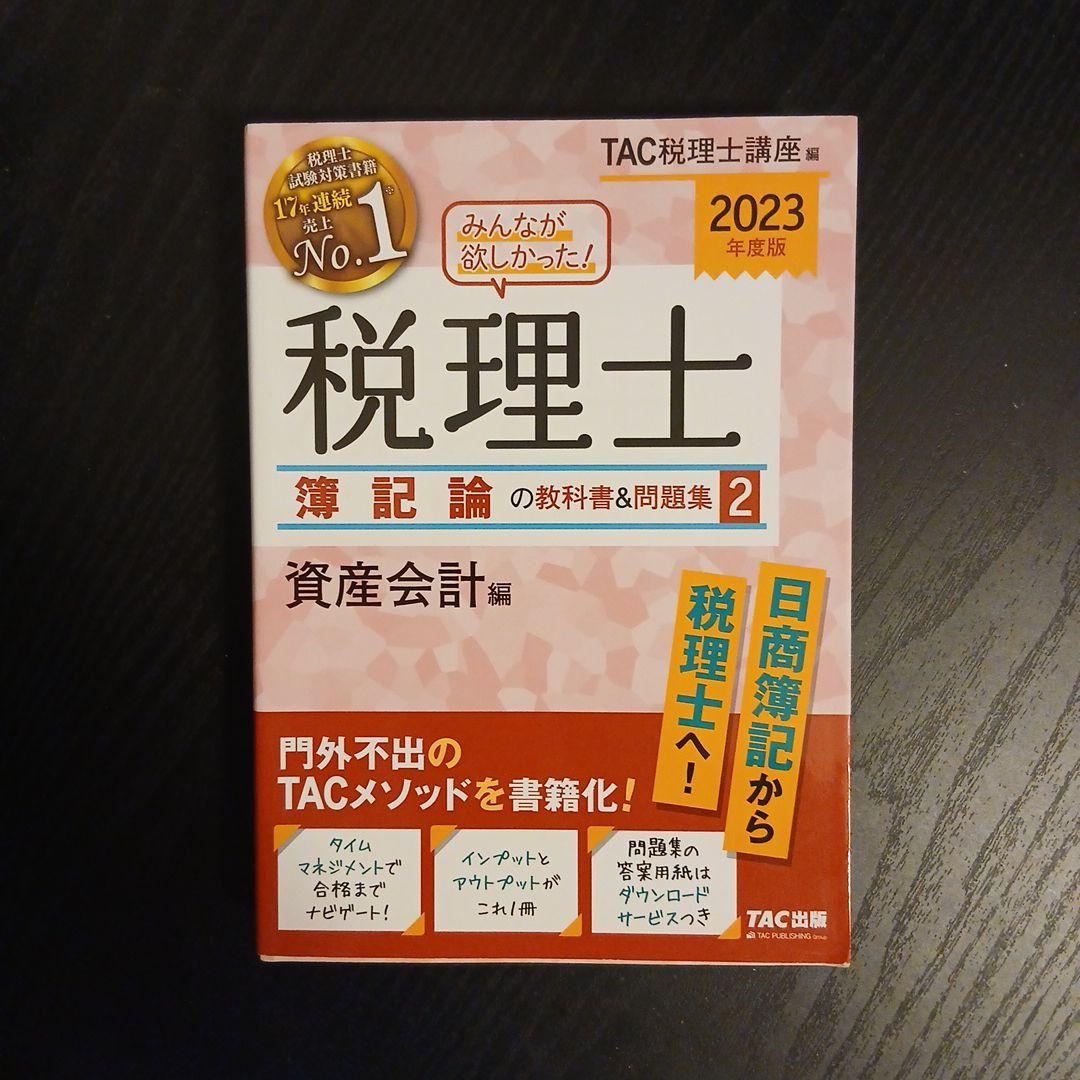 税理士
試験対策書籍
17年連続
売上
No.1※
TAC税理士講座 編
2023
年度版
みんなが
欲しかった!
税理士
簿記論の教科書&問題集2
資産会計編
日商簿記から
税理士へ!
門外不出の
TACメソッドを書籍化!
タイム
マネジメントで
合格まで
ナビゲート!
インプットと
アウトプットが
これ1冊
問題集の
答案用紙は
ダウンロード
サービスつき
TAC出版
TAC PUBLISHING Group